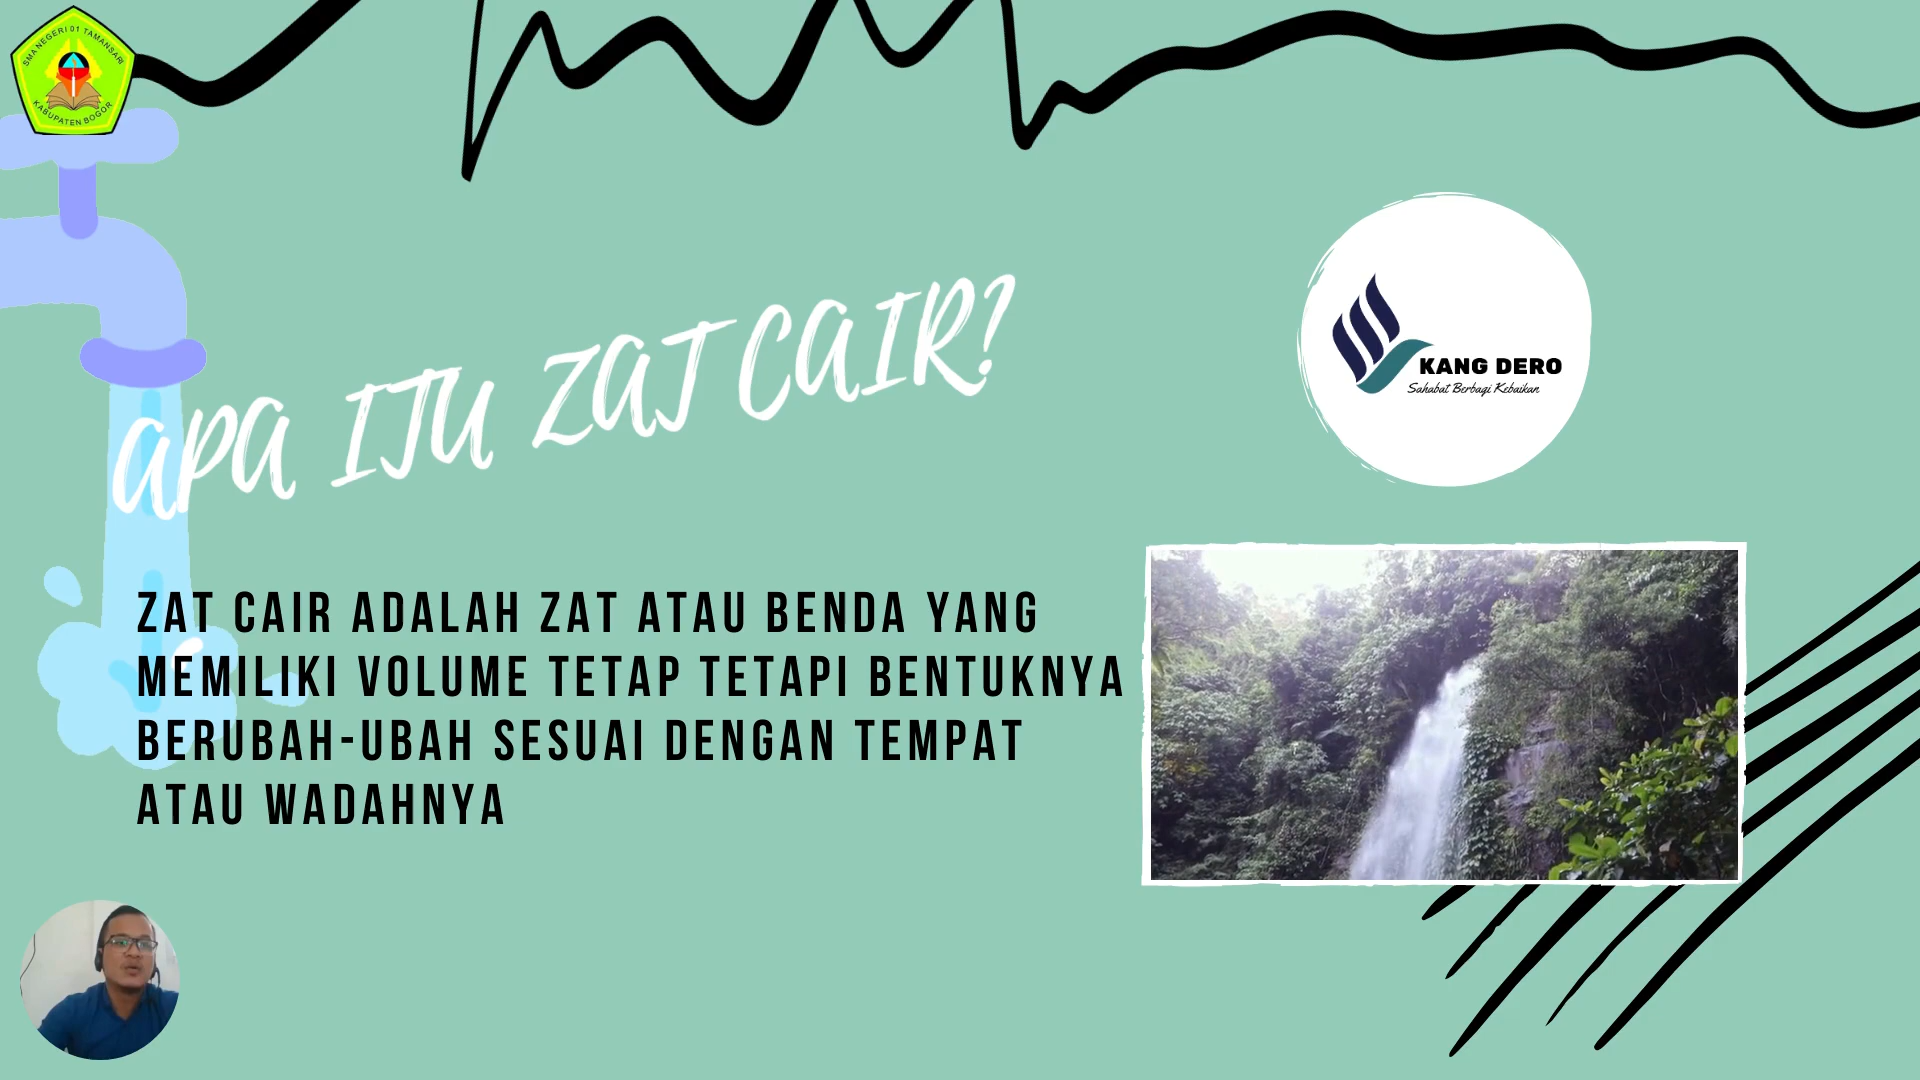 SMA NEGERI 01 TAMANSARI
KABUPATEN BOGOR
apa ITU ZAT CAIR?
KANG DERO
Sahabat Berbagi Kebaikan
ZAT CAIR ADALAH ZAT ATAU BENDA YANG
MEMILIKI VOLUME TETAP TETAPI BENTUKNYA
BERUBAH-UBAH SESUAI DENGAN TEMPAT
ATAU WADAHNYA